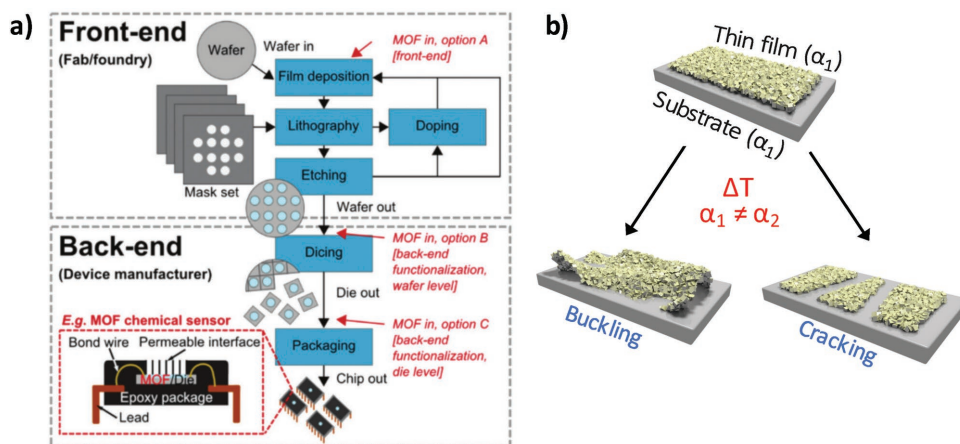 a)
Front-end
(Fab/foundry)
Wafer
Wafer in
MOF in, option A
[front-end]
Film deposition
Lithography
Doping
Etching
Mask set
Wafer out
Back-end
(Device manufacturer)
Dicing
MOF in, option B
[back-end
functionalization,
wafer level]
Die out
Packaging
MOF in, option C
[back-end
functionalization,
die level]
Chip out
E.g. MOF chemical sensor
Bond wire
Permeable interface
MOF/Die
Epoxy package
Lead
b)
Thin film (α1)
Substrate (α1)
ΔT
α1 ≠ α2
Buckling
Cracking